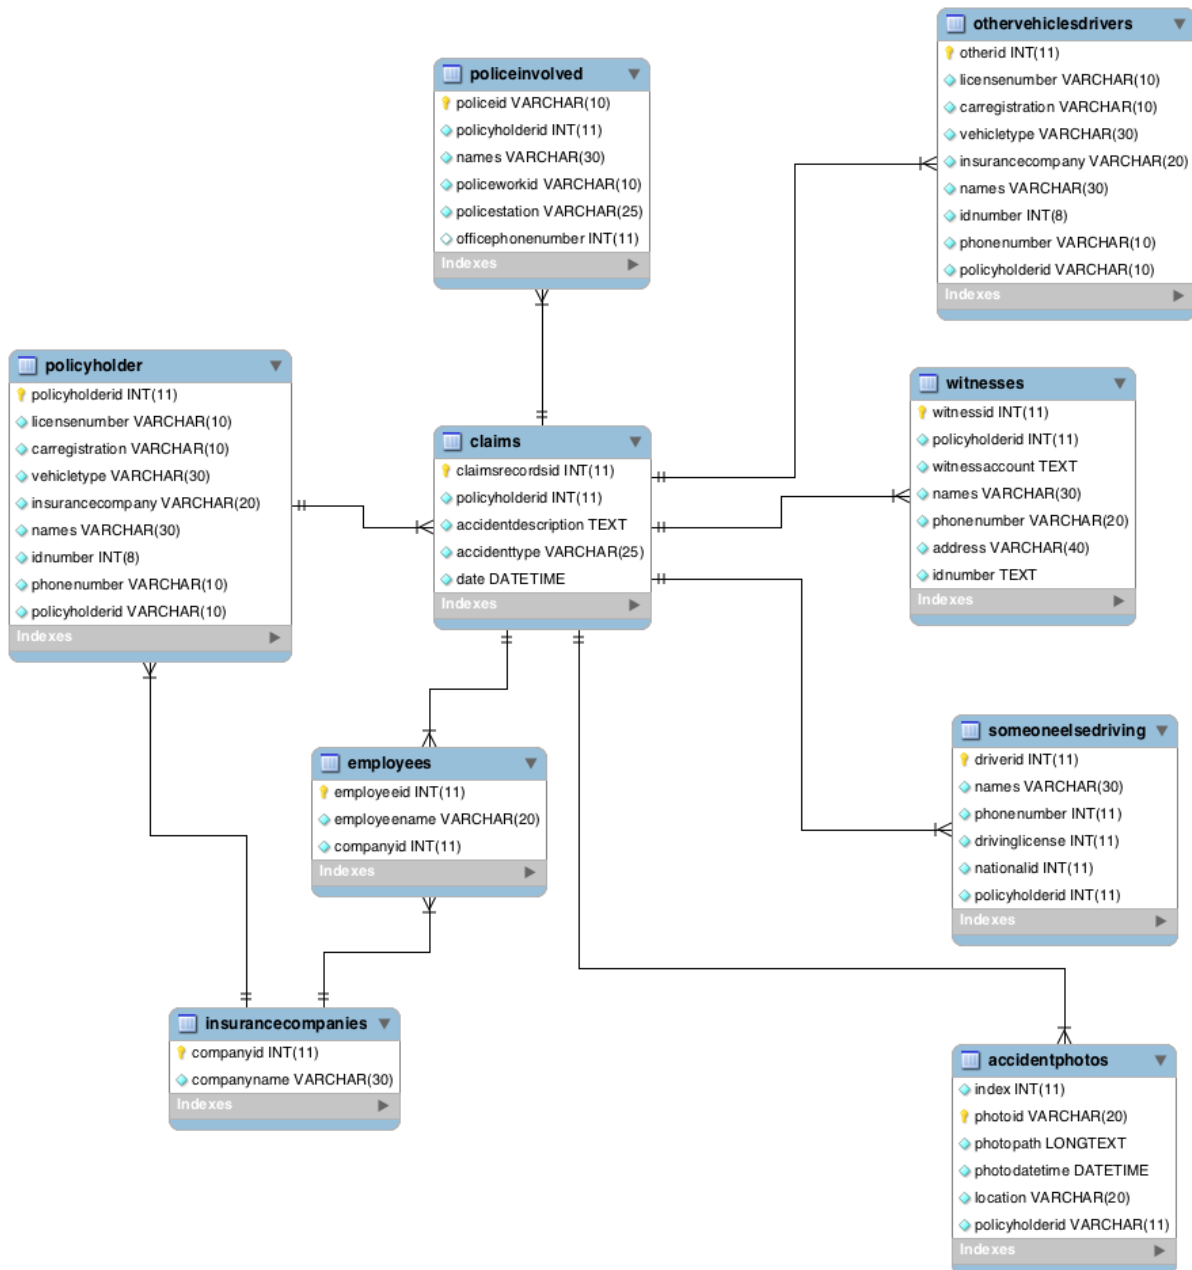 othervehiclesdrivers
otherid INT(11)
licensenumber VARCHAR(10)
carregistration VARCHAR(10)
vehicletype VARCHAR(30)
insurancecompany VARCHAR(20)
names VARCHAR(30)
idnumber INT(8)
phonenumber VARCHAR(10)
policyholderid VARCHAR(10)
Indexes
policeinvolved
policeid VARCHAR(10)
policyholderid INT(11)
names VARCHAR(30)
policeworkid VARCHAR(10)
policestation VARCHAR(25)
officephonenumber INT(11)
Indexes
policyholder
policyholderid INT(11)
licensenumber VARCHAR(10)
carregistration VARCHAR(10)
vehicletype VARCHAR(30)
insurancecompany VARCHAR(20)
names VARCHAR(30)
idnumber INT(8)
phonenumber VARCHAR(10)
policyholderid VARCHAR(10)
Indexes
claims
claimsrecordsid INT(11)
policyholderid INT(11)
accidentdescription TEXT
accidenttype VARCHAR(25)
date DATETIME
Indexes
witnesses
witnessid INT(11)
policyholderid INT(11)
witnessaccount TEXT
names VARCHAR(30)
phonenumber VARCHAR(20)
address VARCHAR(40)
idnumber TEXT
Indexes
employees
employeeid INT(11)
employeename VARCHAR(20)
companyid INT(11)
Indexes
someoneelsedriving
driverid INT(11)
names VARCHAR(30)
phonenumber INT(11)
drivinglicense INT(11)
nationalid INT(11)
policyholderid INT(11)
Indexes
insurancecompanies
companyid INT(11)
companyname VARCHAR(30)
Indexes
accidentphotos
index INT(11)
photoid VARCHAR(20)
photopath LONGTEXT
photodatetime DATETIME
location VARCHAR(20)
policyholderid VARCHAR(11)
Indexes